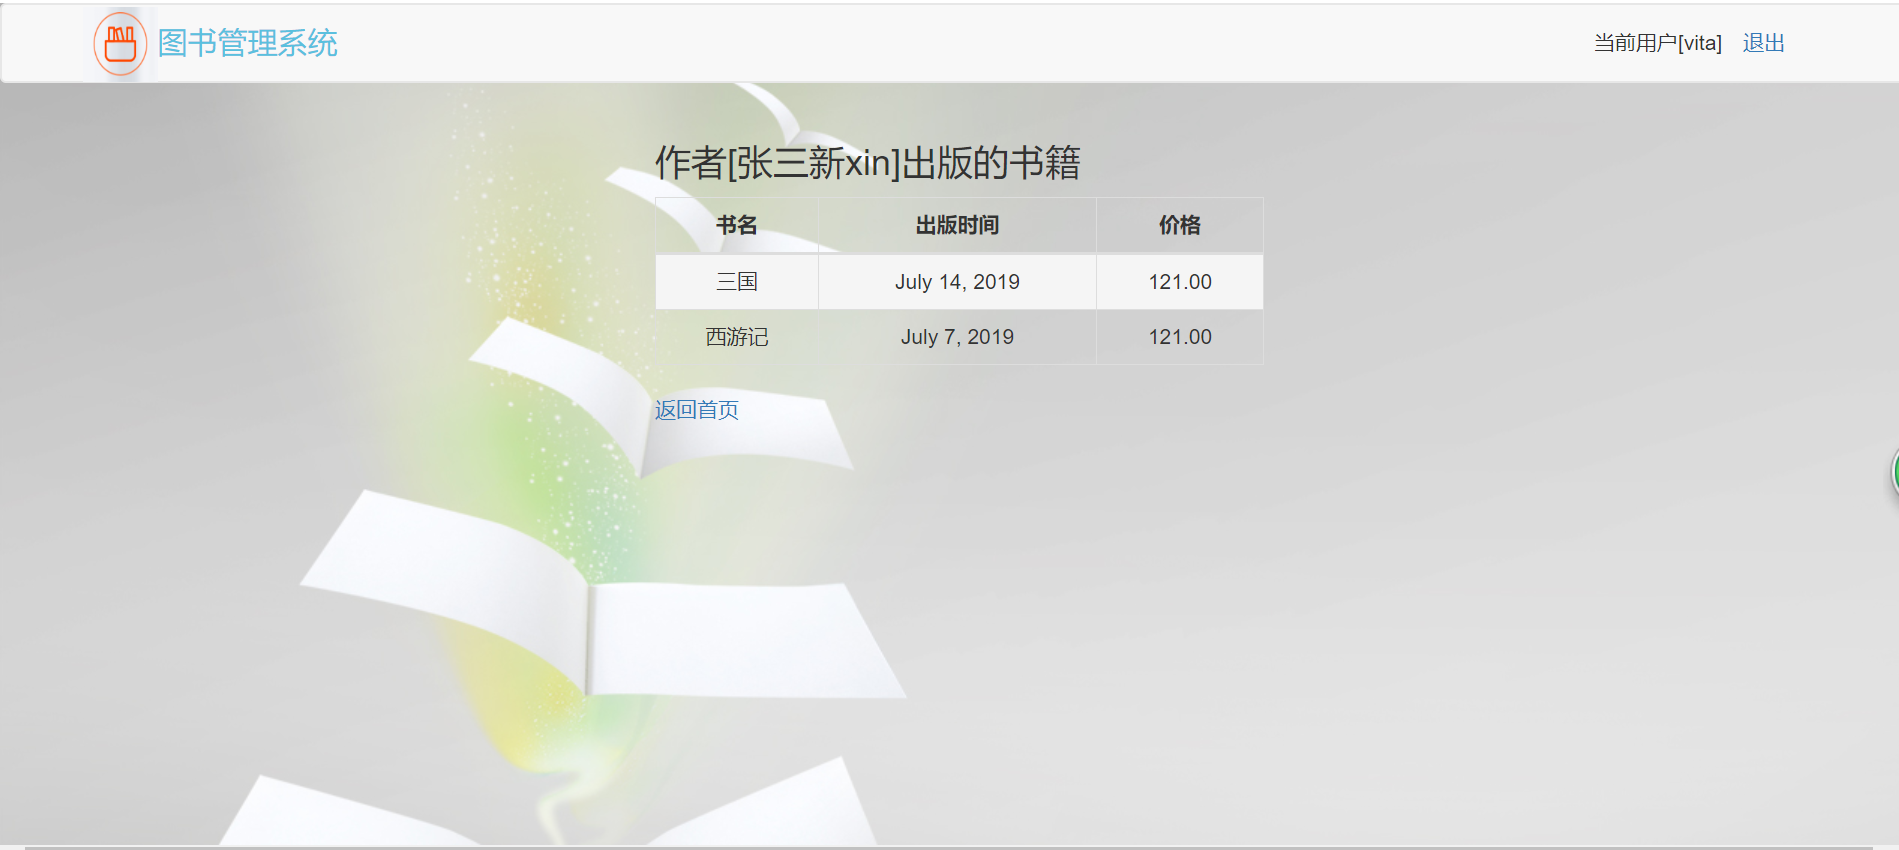 图书管理系统
当前用户[vita] 退出
作者[张三新xin]出版的书籍
书名 出版时间 价格
三国 July 14, 2019 121.00
西游记 July 7, 2019 121.00
返回首页